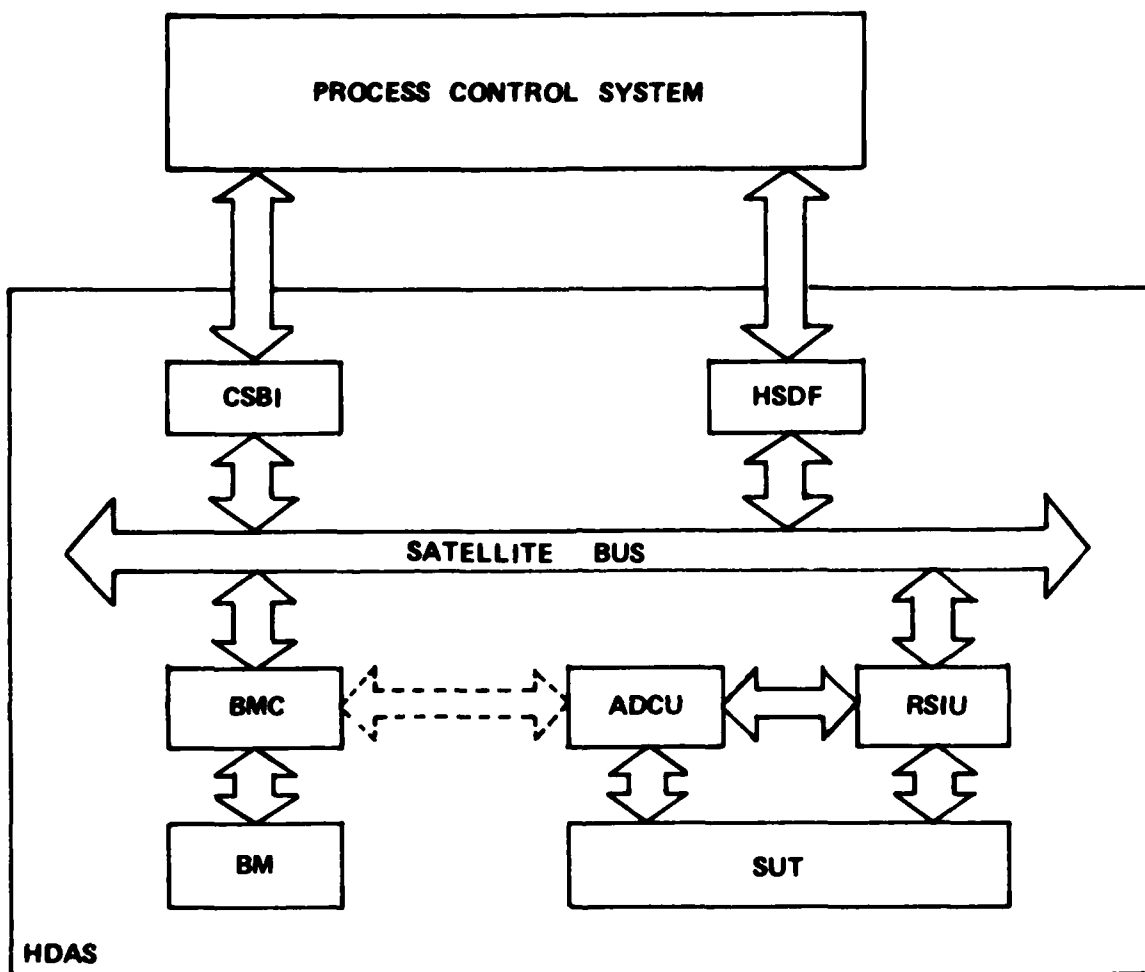 PROCESS CONTROL SYSTEM
CSBI
HSDF
SATELLITE BUS
BMC
ADCU
RSIU
BM
SUT
HDAS